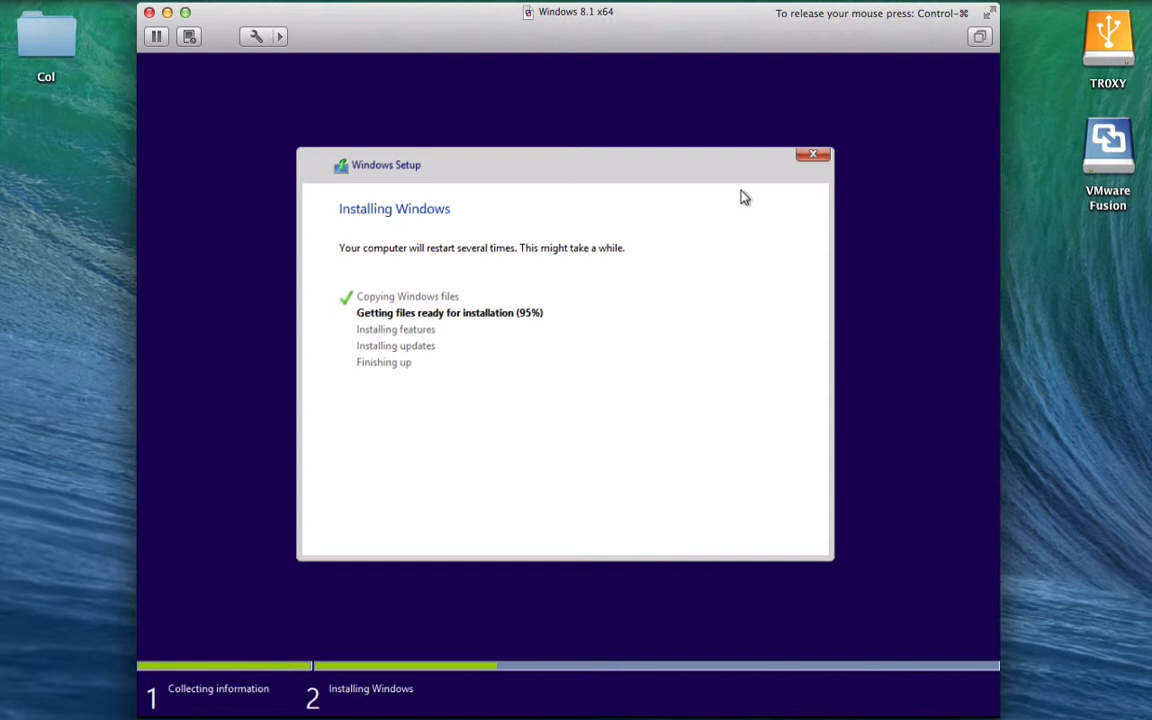 Windows 8.1 x64
To release your mouse press: Control-⌘
Col
TR0XY
VMware
Fusion
Windows Setup
Installing Windows
Your computer will restart several times. This might take a while.
Copying Windows files
Getting files ready for installation (95%)
Installing features
Installing updates
Finishing up
1 Collecting information
2 Installing Windows